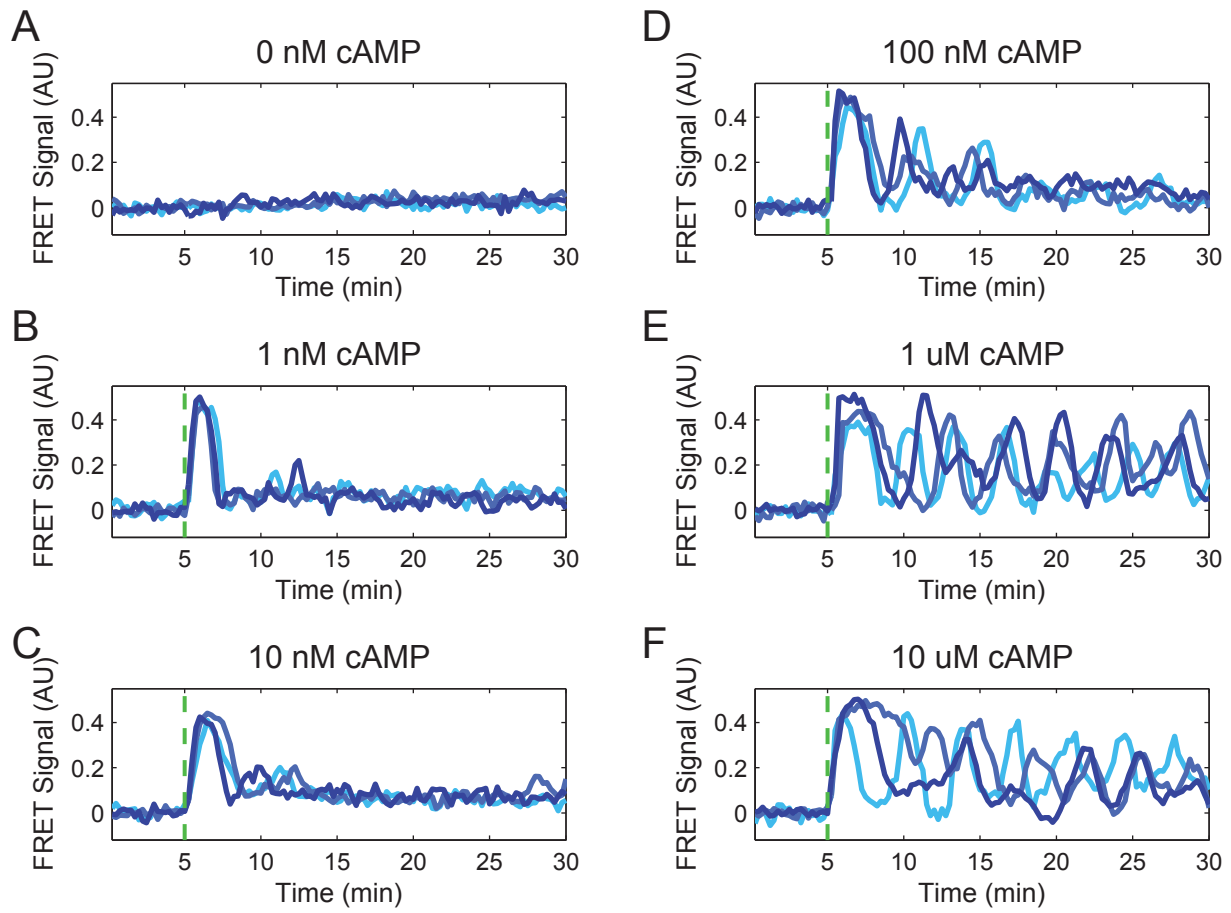 A
0 nM cAMP
FRET Signal (AU)
0.4
0.2
0
5 10 15 20 25 30
Time (min)
B
1 nM cAMP
FRET Signal (AU)
0.4
0.2
0
5 10 15 20 25 30
Time (min)
C
10 nM cAMP
FRET Signal (AU)
0.4
0.2
0
5 10 15 20 25 30
Time (min)
D
100 nM cAMP
FRET Signal (AU)
0.4
0.2
0
5 10 15 20 25 30
Time (min)
E
1 uM cAMP
FRET Signal (AU)
0.4
0.2
0
5 10 15 20 25 30
Time (min)
F
10 uM cAMP
FRET Signal (AU)
0.4
0.2
0
5 10 15 20 25 30
Time (min)